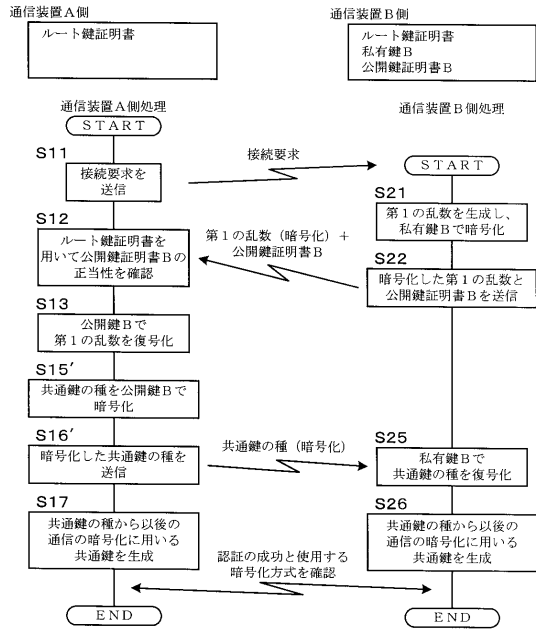 通信装置A側
ルート鍵証明書
通信装置B側
ルート鍵証明書
私有鍵B
公開鍵証明書B
通信装置A側処理
START
通信装置B側処理
START
S11
接続要求を
送信
接続要求
S21
第1の乱数を生成し、
私有鍵Bで暗号化
S12
ルート鍵証明書を
用いて公開鍵証明書Bの
正当性を確認
第1の乱数(暗号化)+
公開鍵証明書B
S22
暗号化した第1の乱数と
公開鍵証明書Bを送信
S13
公開鍵Bで
第1の乱数を復号化
S15′
共通鍵の種を公開鍵Bで
暗号化
S16′
暗号化した共通鍵の種を
送信
共通鍵の種(暗号化)
S25
私有鍵Bで
共通鍵の種を復号化
S17
共通鍵の種から以後の
通信の暗号化に用いる
共通鍵を生成
S26
共通鍵の種から以後の
通信の暗号化に用いる
共通鍵を生成
認証の成功と使用する
暗号化方式を確認
END
END